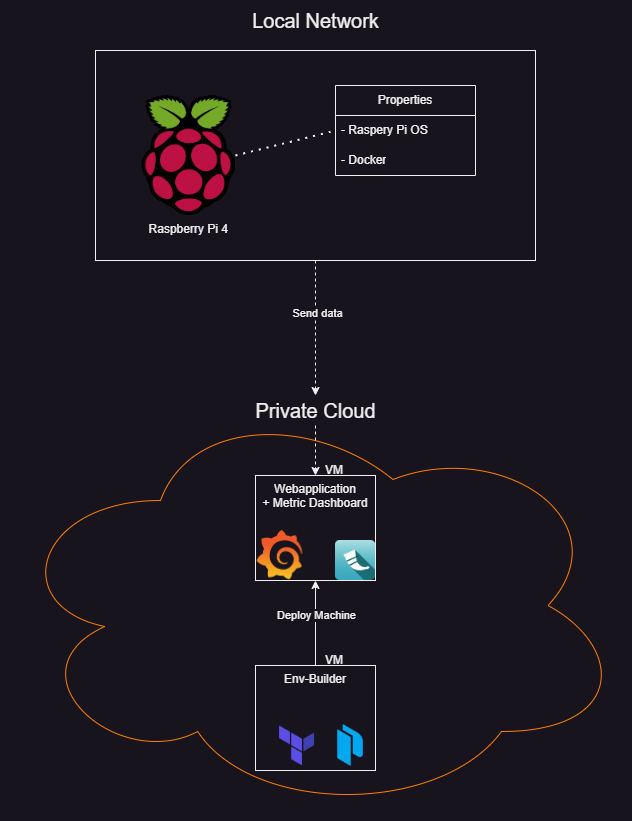 Local Network
Properties
- Raspery Pi OS
- Docker
Raspberry Pi 4
Send data
Private Cloud
VM
Webapplication
+ Metric Dashboard
Deploy Machine
VM
Env-Builder